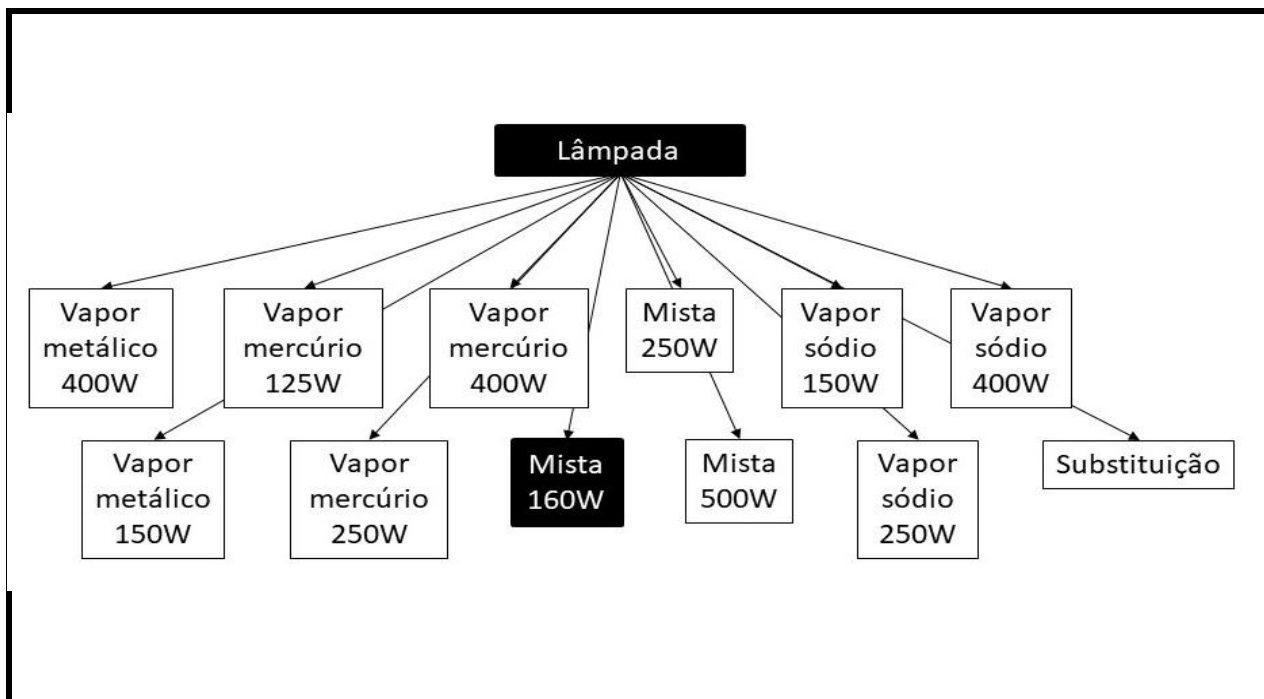 Lâmpada
Vapor
metálico
400W
Vapor
mercúrio
125W
Vapor
mercúrio
400W
Mista
250W
Vapor
sódio
150W
Vapor
sódio
400W
Vapor
metálico
150W
Vapor
mercúrio
250W
Mista
160W
Mista
500W
Vapor
sódio
250W
Substituição